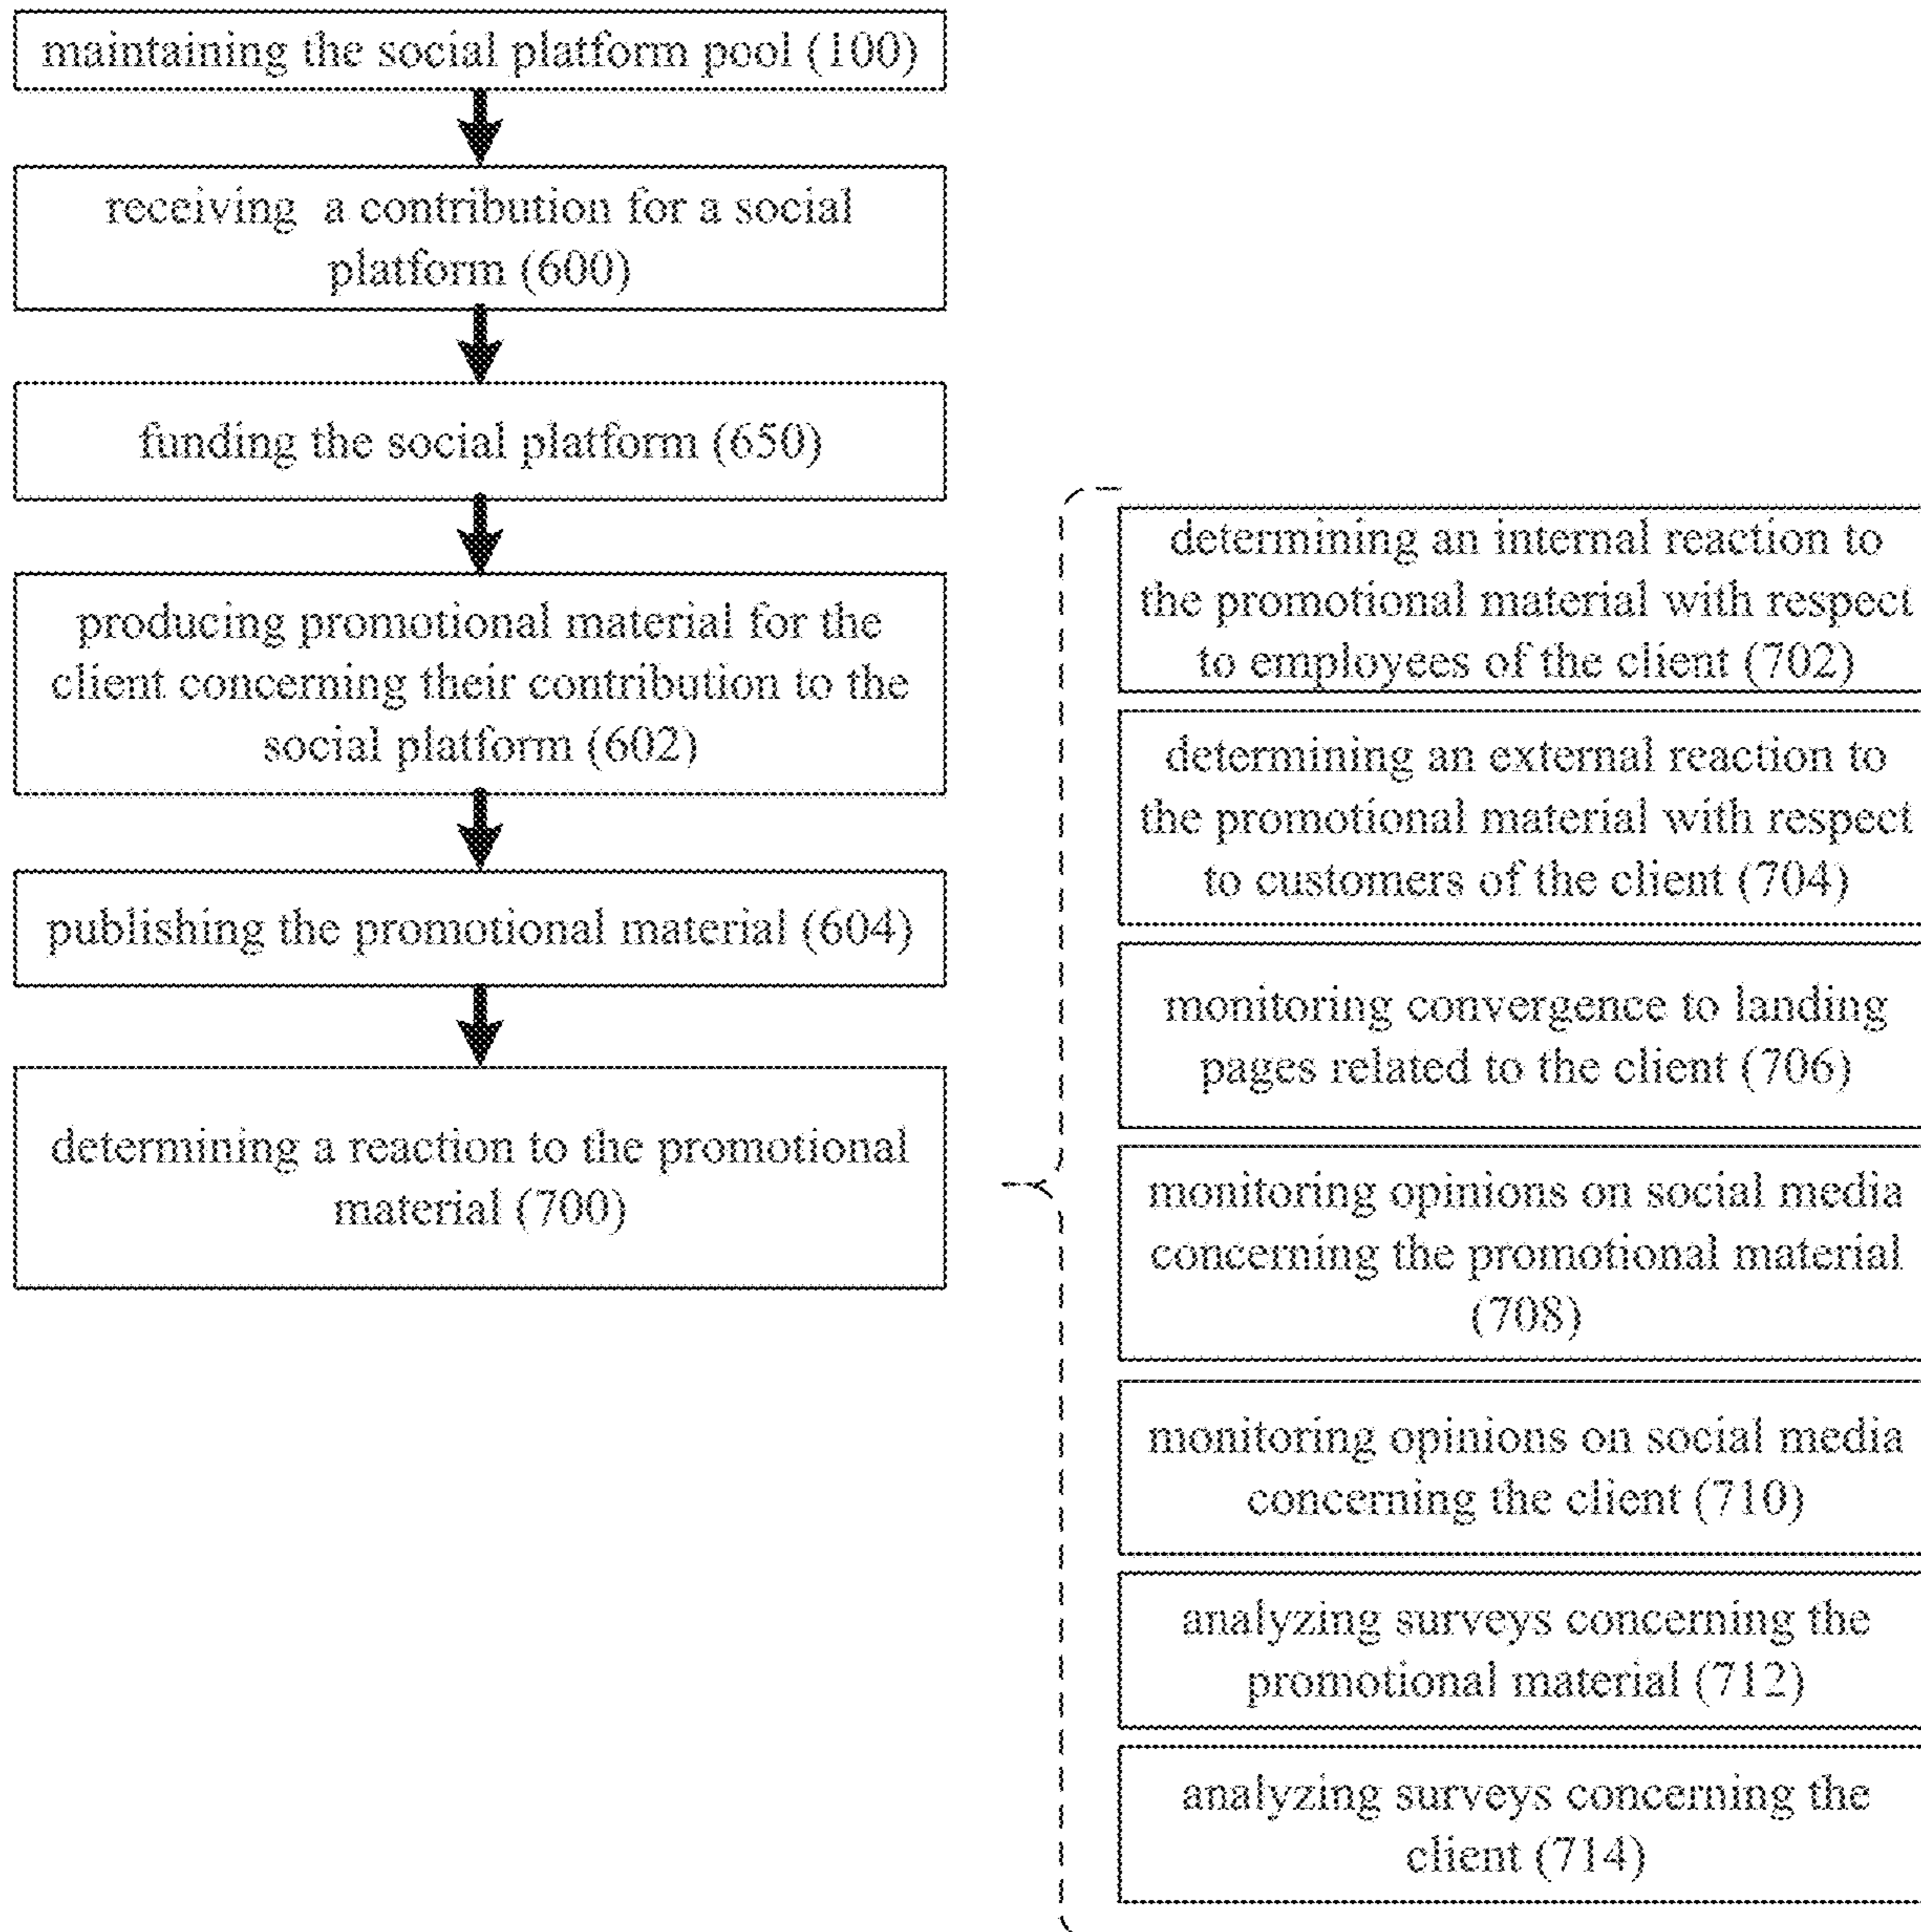 maintaining the social platform pool (100)
receiving a contribution for a social
platform (600)
funding the social platform (650)
producing promotional material for the
client concerning their contribution to the
social platform (602)
publishing the promotional material (604)
determining a reaction to the promotional
material (700)
determining an internal reaction to
the promotional material with respect
to employees of the client (702)
determining an external reaction to
the promotional material with respect
to customers of the client (704)
monitoring convergence to landing
pages related to the client (706)
monitoring opinions on social media
concerning the promotional material
(708)
monitoring opinions on social media
concerning the client (710)
analyzing surveys concerning the
promotional material (712)
analyzing surveys concerning the
client (714)